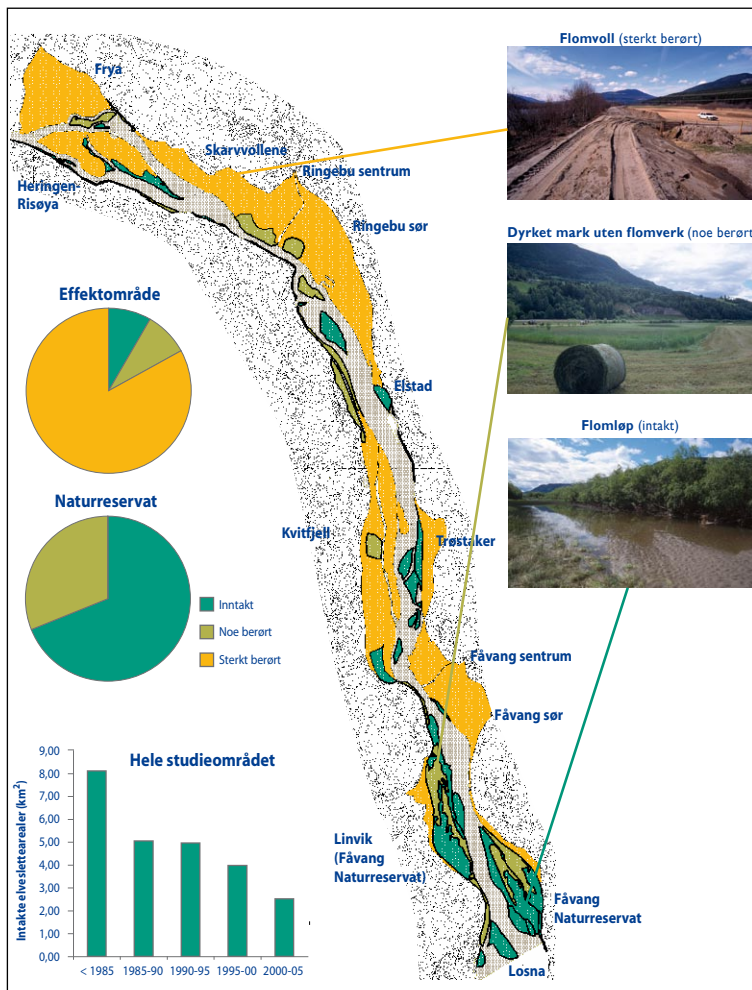 Flomvoll (sterkt berørt)
Frya
Skarvvollene
Ringebu sentrum
Heringen-
Risøya
Ringebu sør
Dyrket mark uten flomverk (noe berørt
Effektområde
Elstad
Flomløp (intakt)
Naturreservat
Kvitfjell
Trøstaker
Inntakt
Noe berørt
Sterkt berørt
Fåvang sentrum
Fåvang sør
Hele studieområdet
Intakte elveslettearealer (km²)
9,00
8,00
7,00
6,00
5,00
4,00
3,00
2,00
1,00
0,00
< 1985
1985-90
1990-95
1995-00
2000-05
Linvik
(Fåvang
Naturreservat)
Fåvang
Naturreservat
Losna